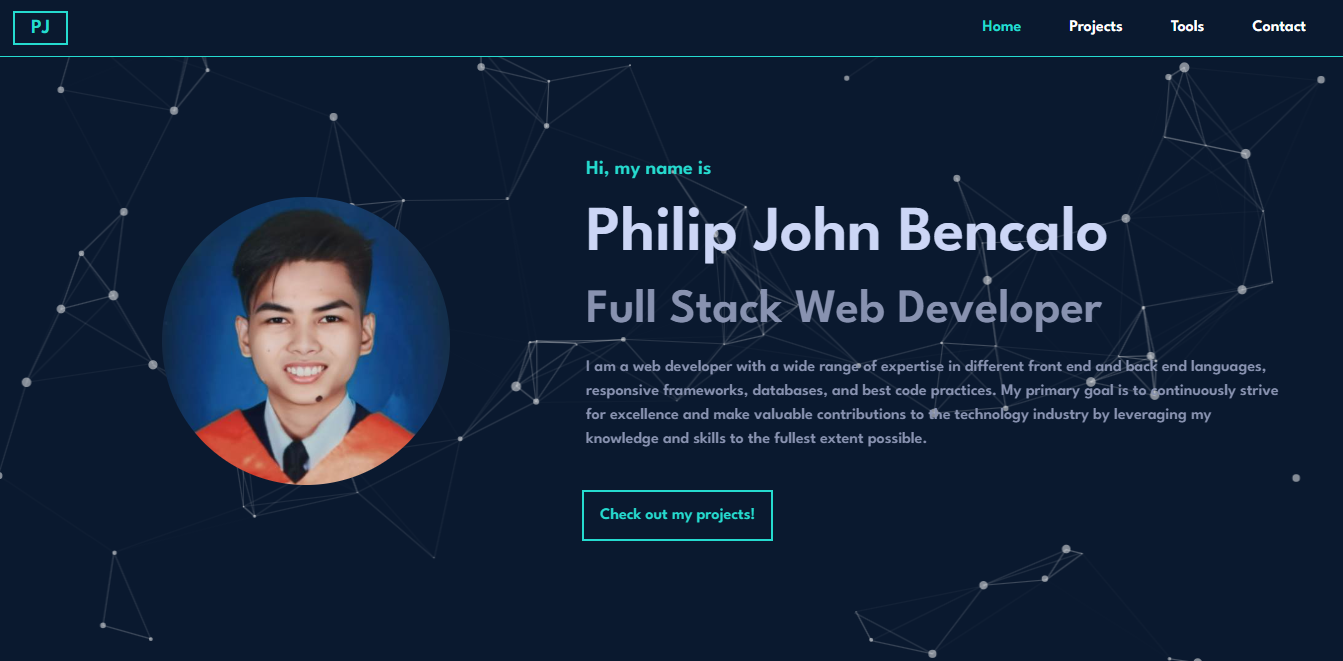 PJ
Home
Projects
Tools
Contact
Hi, my name is
Philip John Bencalo
Full Stack Web Developer
I am a web developer with a wide range of expertise in different front end and back end languages,
responsive frameworks, databases, and best code practices. My primary goal is to continuously strive
for excellence and make valuable contributions to the technology industry by leveraging my
knowledge and skills to the fullest extent possible.
Check out my projects!